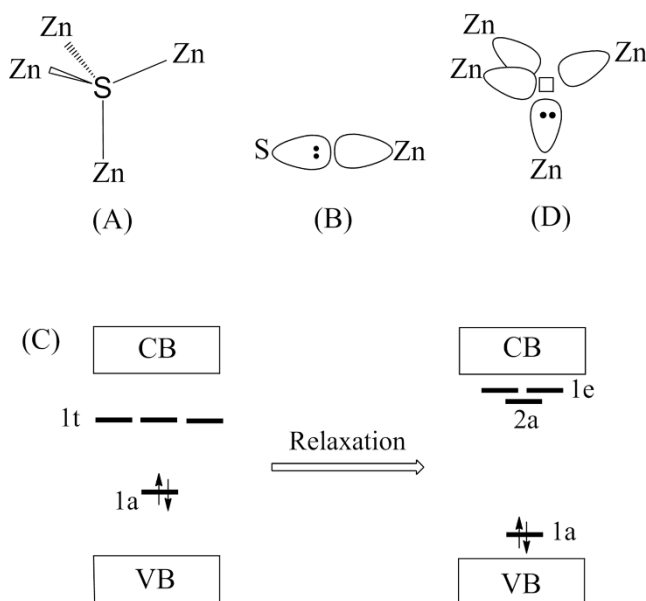 Zn
Zn
Zn
S
Zn
(A)
S
Zn
(B)
Zn
Zn
Zn
Zn
(D)
(C)
CB
1t
1a
VB
Relaxation
CB
1e
2a
1a
VB